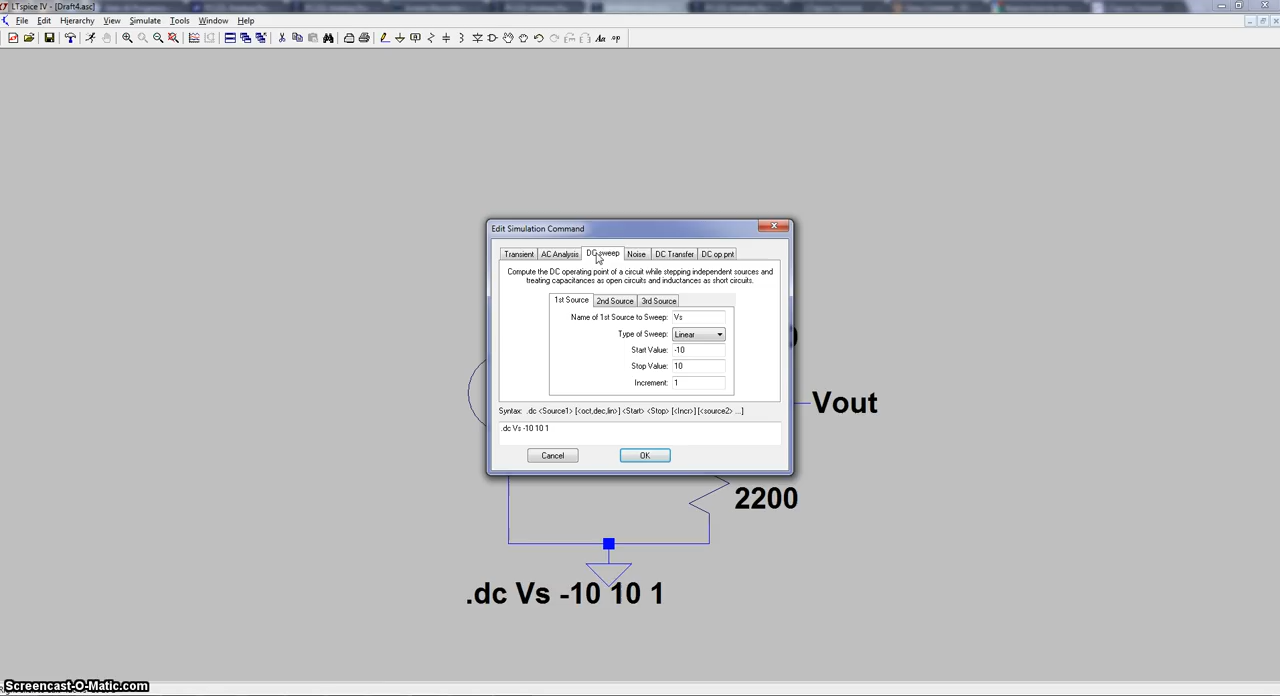 LTspice IV - [Draft4.asc]
File Edit Hierarchy View Simulate Tools Window Help
Aa .op
Edit Simulation Command
Transient AC Analysis DC sweep Noise DC Transfer DC op pnt
Compute the DC operating point of a circuit while stepping independent sources and
treating capacitances as open circuits and inductances as short circuits.
1st Source 2nd Source 3rd Source
Name of 1st Source to Sweep: Vs
Type of Sweep: Linear
Start Value: -10
Stop Value: 10
Increment: 1
Syntax: .dc <Source1> [<oct,dec,lin>] <Start> <Stop> [<Incr>] [<source2> ...]
.dc Vs -10 10 1
Cancel OK
Vout
2200
.dc Vs -10 10 1
Screencast-O-Matic.com